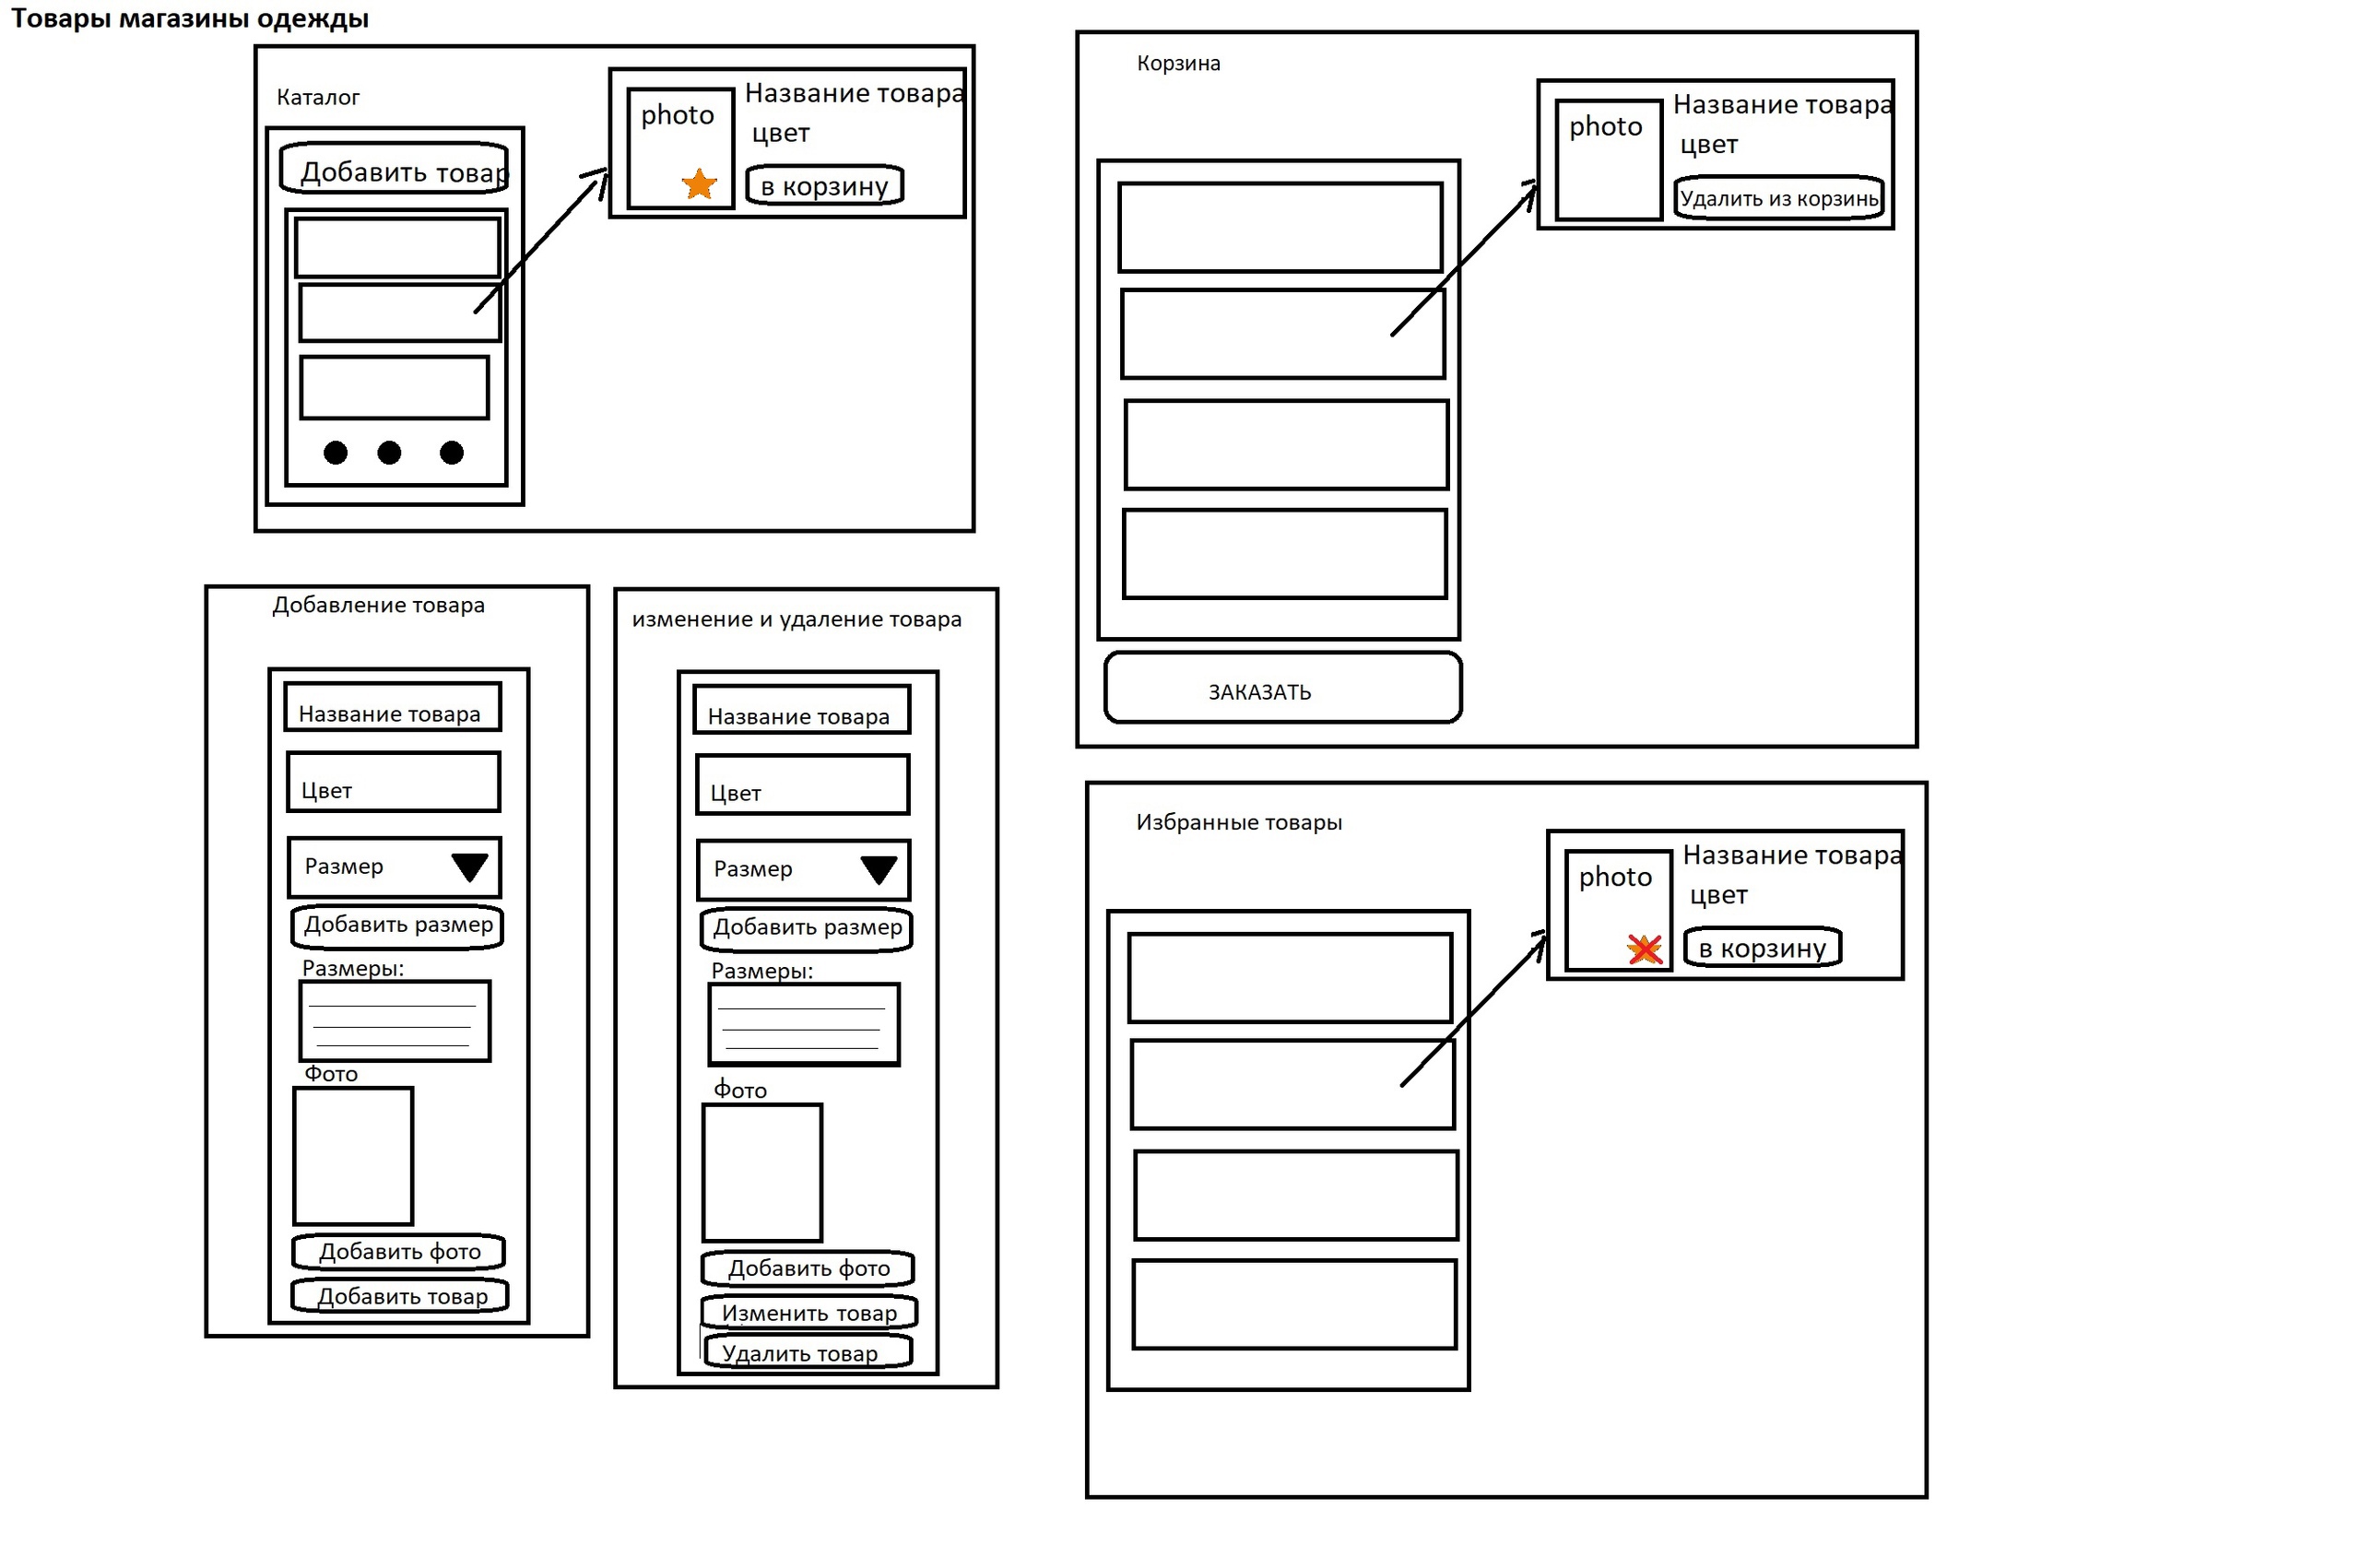 Товары магазины одежды
Каталог
Добавить товар
photo
Название товара
цвет
в корзину
Корзина
photo
Название товара
цвет
Удалить из корзины
ЗАКАЗАТЬ
Добавление товара
Название товара
Цвет
Размер
Добавить размер
Размеры:
Фото
Добавить фото
Добавить товар
изменение и удаление товара
Название товара
Цвет
Размер
Добавить размер
Размеры:
Фото
Добавить фото
Изменить товар
Удалить товар
Избранные товары
photo
Название товара
цвет
в корзину